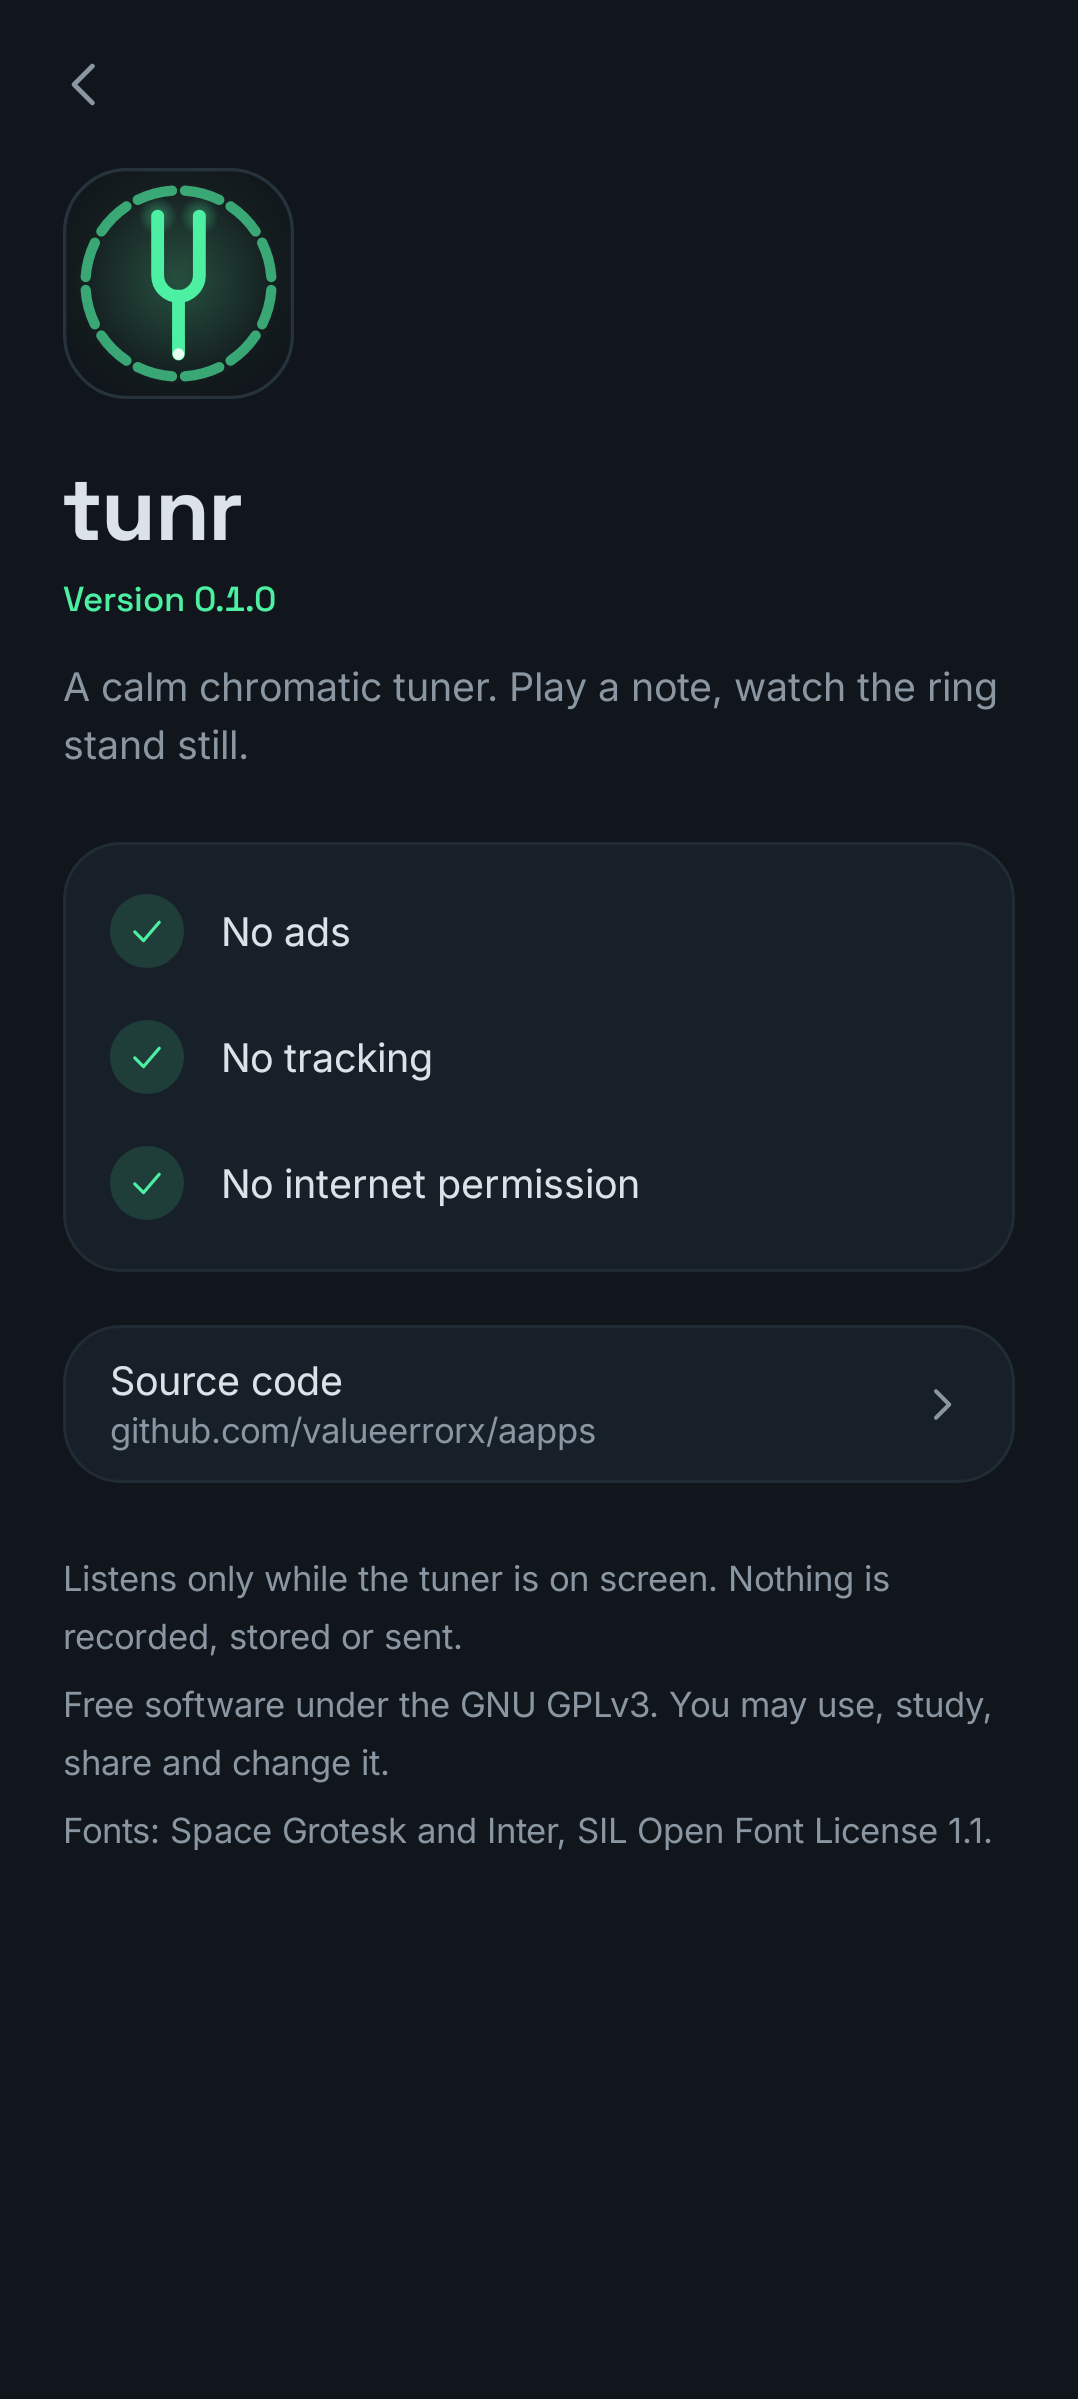 tunr
Version 0.1.0
A calm chromatic tuner. Play a note, watch the ring
stand still.
No ads
No tracking
No internet permission
Source code
github.com/valueerrorx/aapps
Listens only while the tuner is on screen. Nothing is
recorded, stored or sent.
Free software under the GNU GPLv3. You may use, study,
share and change it.
Fonts: Space Grotesk and Inter, SIL Open Font License 1.1.